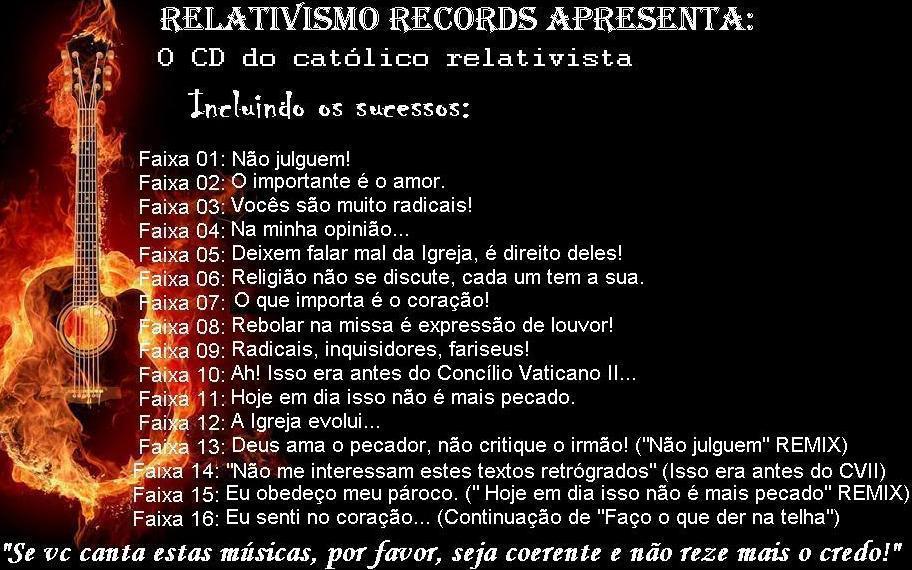 RELATIVISMO RECORDS APRESENTA:
O CD do católico relativista
Incluindo os sucessos:
Faixa 01: Não julguem!
Faixa 02: O importante é o amor.
Faixa 03: Vocês são muito radicais!
Faixa 04: Na minha opinião...
Faixa 05: Deixem falar mal da Igreja, é direito deles!
Faixa 06: Religião não se discute, cada um tem a sua.
Faixa 07: O que importa é o coração!
Faixa 08: Rebolar na missa é expressão de louvor!
Faixa 09: Radicais, inquisidores, fariseus!
Faixa 10: Ah! Isso era antes do Concílio Vaticano II...
Faixa 11: Hoje em dia isso não é mais pecado.
Faixa 12: A Igreja evolui...
Faixa 13: Deus ama o pecador, não critique o irmão! ("Não julguem" REMIX)
Faixa 14: "Não me interessam estes textos retrógrados" (Isso era antes do CVII)
Faixa 15: Eu obedeço meu pároco. (" Hoje em dia isso não é mais pecado" REMIX)
Faixa 16: Eu senti no coração... (Continuação de "Faço o que der na telha")
"Se vc canta estas músicas, por favor, seja coerente e não reze mais o credo!"